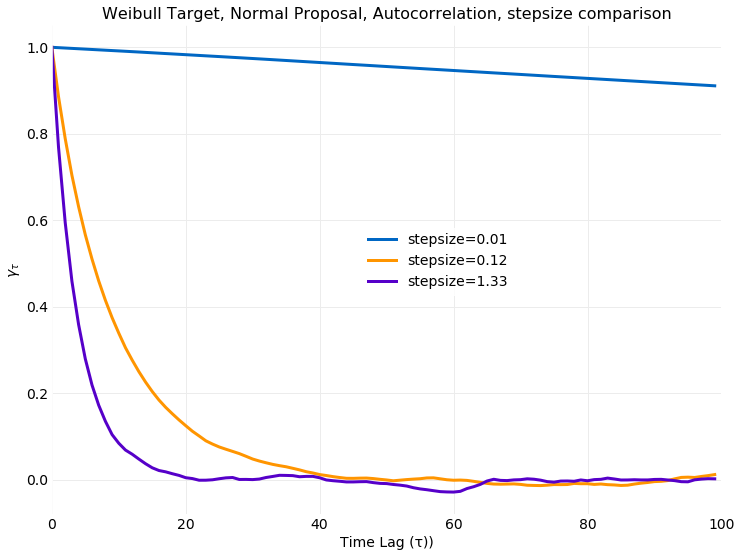 Weibull Target, Normal Proposal, Autocorrelation, stepsize comparison
1.0
0.8
0.6
0.4
0.2
0.0
γτ
stepsize=0.01
stepsize=0.12
stepsize=1.33
0 20 40 60 80 100
Time Lag (τ))